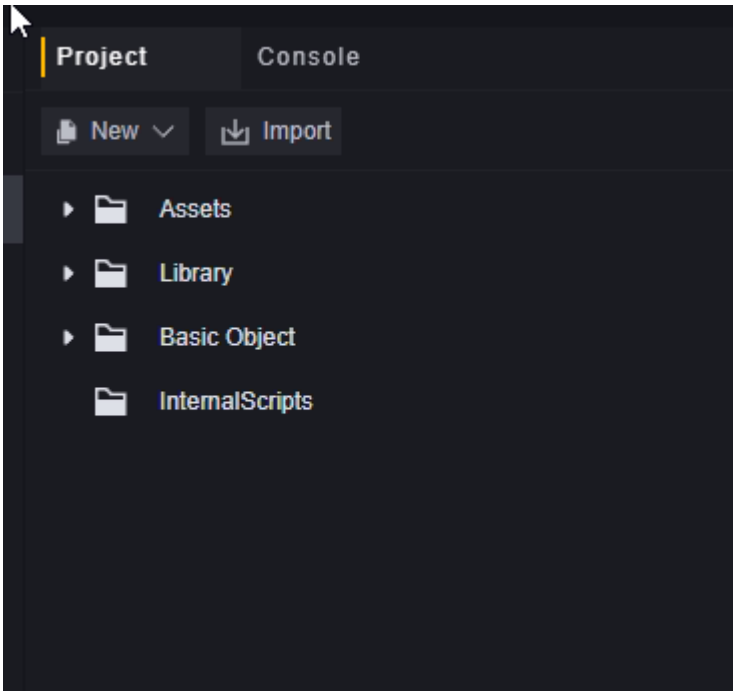 Project Console
New Import
Assets
Library
Basic Object
InternalScripts